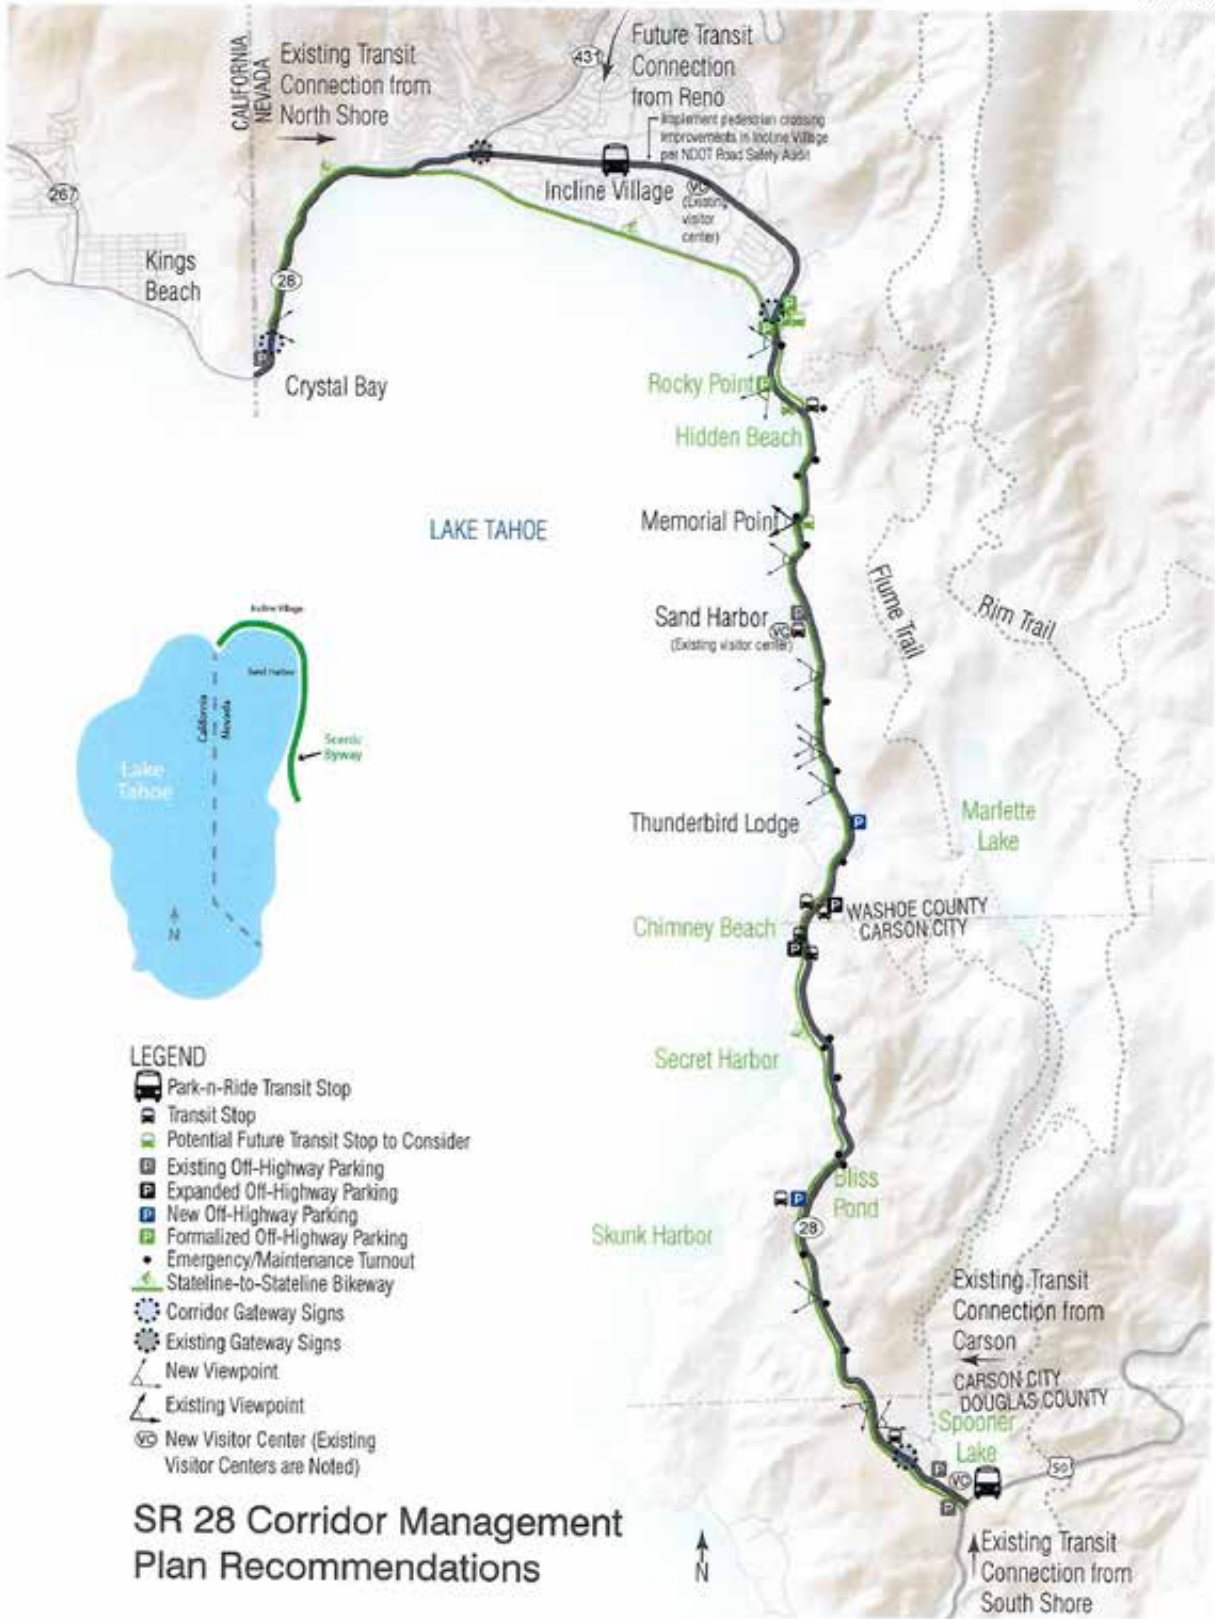 CALIFORNIA
NEVADA
Existing Transit
Connection from
North Shore
431
Future Transit
Connection
from Reno
Implement pedestrian crossing
improvements in Incline Village
per NDOT Road Safety Audit
267
Incline Village
VC
(Existing
visitor
center)
Kings
Beach
28
Crystal Bay
P
Rocky Point
P
Hidden Beach
LAKE TAHOE
Memorial Point
Flume Trail
Rim Trail
Sand Harbor
P
VC
(Existing visitor center)
Incline Village
Sand Harbor
California
Nevada
Scenic
Byway
Lake
Tahoe
N
Thunderbird Lodge
P
Marlette
Lake
P
WASHOE COUNTY
CARSON CITY
Chimney Beach
P
Secret Harbor
Bliss
Pond
P
28
Skunk Harbor
Existing Transit
Connection from
Carson
CARSON CITY
DOUGLAS COUNTY
Spooner
Lake
P
VC
50
P
Existing Transit
Connection from
South Shore
LEGEND
Park-n-Ride Transit Stop
Transit Stop
Potential Future Transit Stop to Consider
P Existing Off-Highway Parking
P Expanded Off-Highway Parking
P New Off-Highway Parking
P Formalized Off-Highway Parking
Emergency/Maintenance Turnout
Stateline-to-Stateline Bikeway
Corridor Gateway Signs
Existing Gateway Signs
New Viewpoint
Existing Viewpoint
VC New Visitor Center (Existing
Visitor Centers are Noted)
SR 28 Corridor Management
Plan Recommendations
N